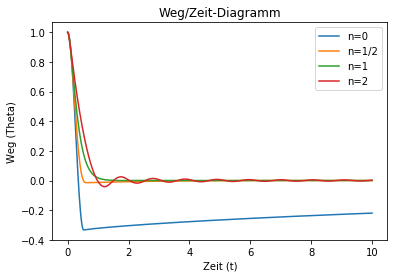 Weg/Zeit-Diagramm
1.0
0.8
0.6
0.4
0.2
0.0
−0.2
−0.4
Weg (Theta)
n=0
n=1/2
n=1
n=2
0 2 4 6 8 10
Zeit (t)